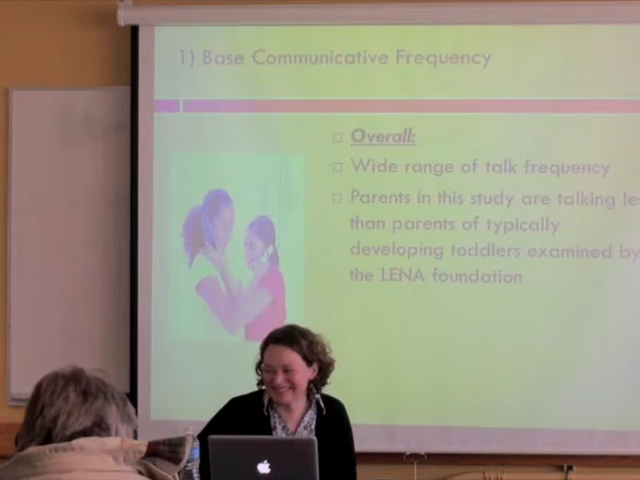 1) Base Communicative Frequency
Overall:
Wide range of talk frequency
Parents in this study are talking le
than parents of typically
developing toddlers examined by
the LENA foundation